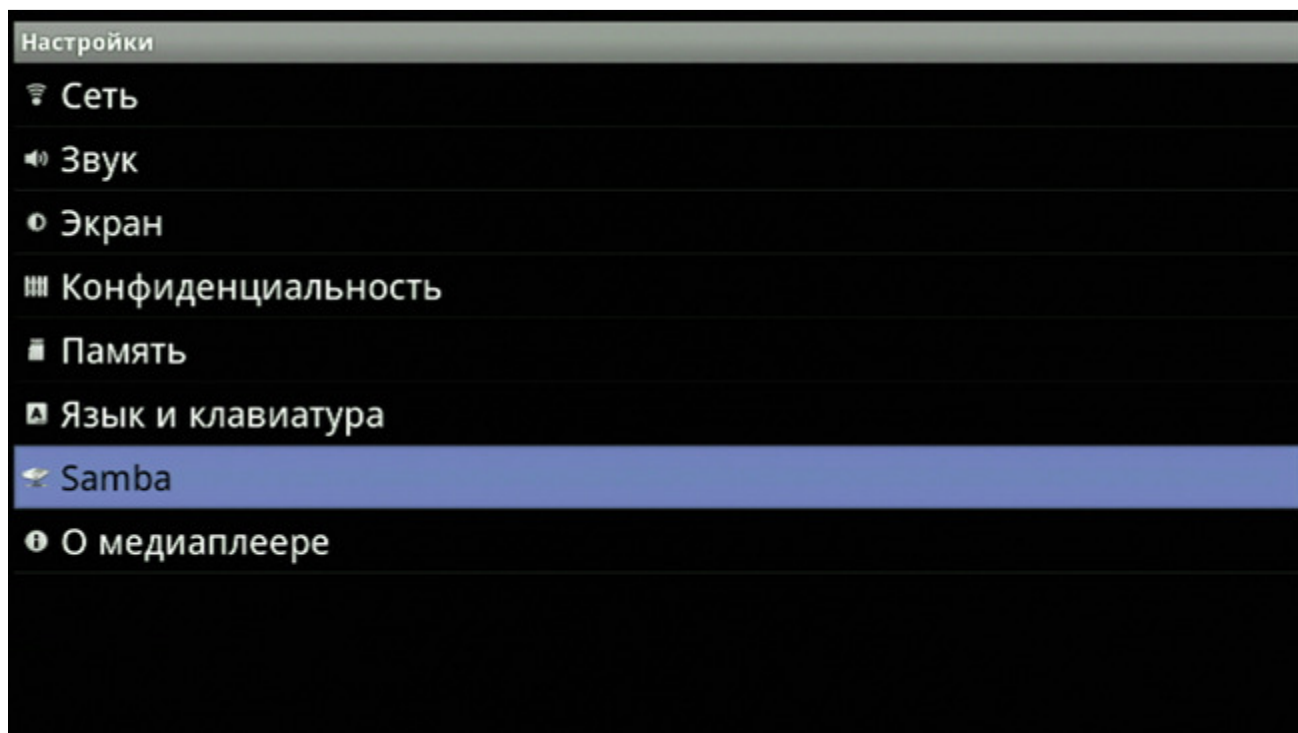 Настройки
Сеть
Звук
Экран
Конфиденциальность
Память
Язык и клавиатура
Samba
О медиаплеере